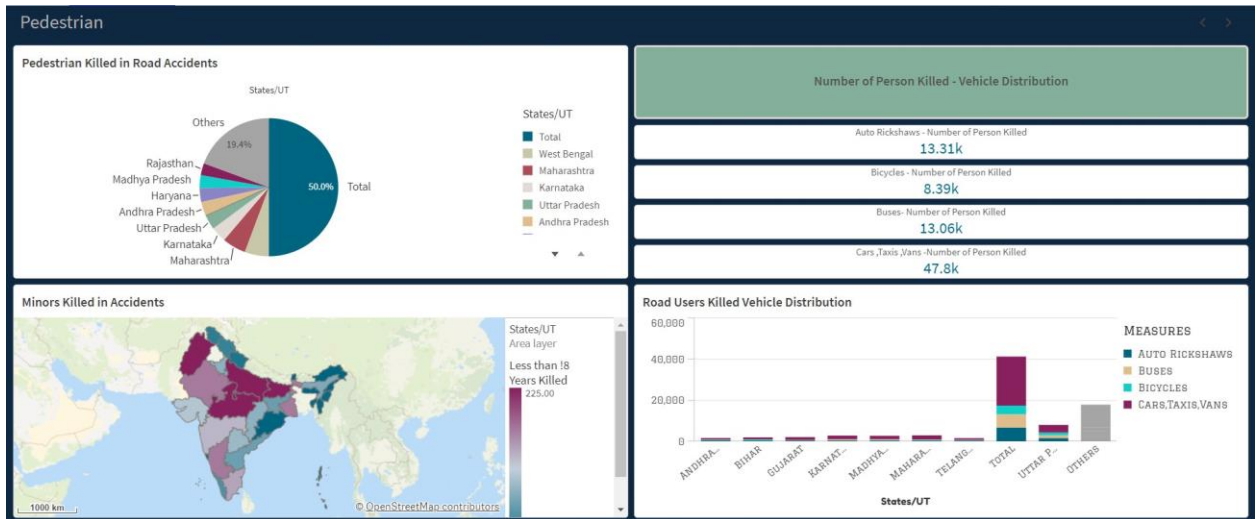 Pedestrian
Pedestrian Killed in Road Accidents
States/UT
Others
19.4%
Rajasthan
Madhya Pradesh
Haryana
Andhra Pradesh
Uttar Pradesh
Karnataka
Maharashtra
50.0%
Total
States/UT
Total
West Bengal
Maharashtra
Karnataka
Uttar Pradesh
Andhra Pradesh
Number of Person Killed - Vehicle Distribution
Auto Rickshaws - Number of Person Killed
13.31k
Bicycles - Number of Person Killed
8.39k
Buses- Number of Person Killed
13.06k
Cars ,Taxis ,Vans -Number of Person Killed
47.8k
Minors Killed in Accidents
1000 km
© OpenStreetMap contributors
States/UT
Area layer
Less than !8
Years Killed
225.00
Road Users Killed Vehicle Distribution
60,000
40,000
20,000
0
ANDHRA...
BIHAR
GUJARAT
KARNAT...
MADHYA...
MAHARA...
TELANG...
TOTAL
UTTAR P...
OTHERS
States/UT
MEASURES
AUTO RICKSHAWS
BUSES
BICYCLES
CARS,TAXIS,VANS